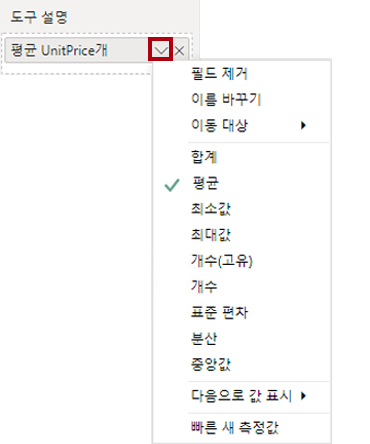 도구 설명
평균 UnitPrice개
필드 제거
이름 바꾸기
이동 대상
합계
평균
최소값
최대값
개수(고유)
개수
표준 편차
분산
중앙값
다음으로 값 표시
빠른 새 측정값